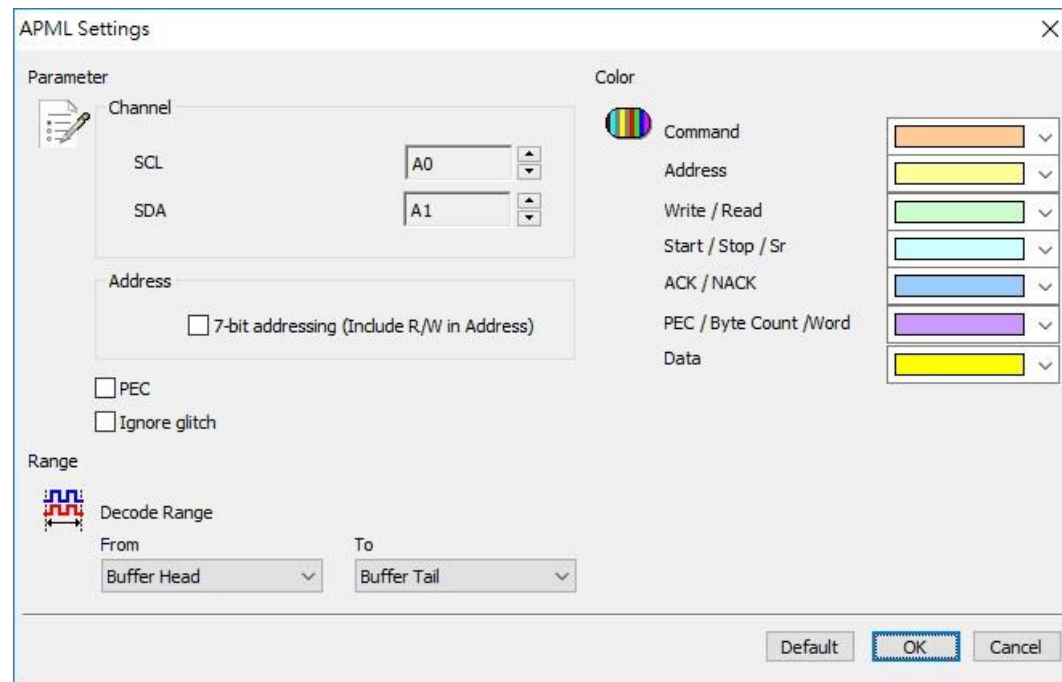 APML Settings
Parameter
Channel
SCL
A0
SDA
A1
Address
7-bit addressing (Include R/W in Address)
PEC
Ignore glitch
Color
Command
Address
Write / Read
Start / Stop / Sr
ACK / NACK
PEC / Byte Count /Word
Data
Range
Decode Range
From
To
Buffer Head
Buffer Tail
Default
OK
Cancel